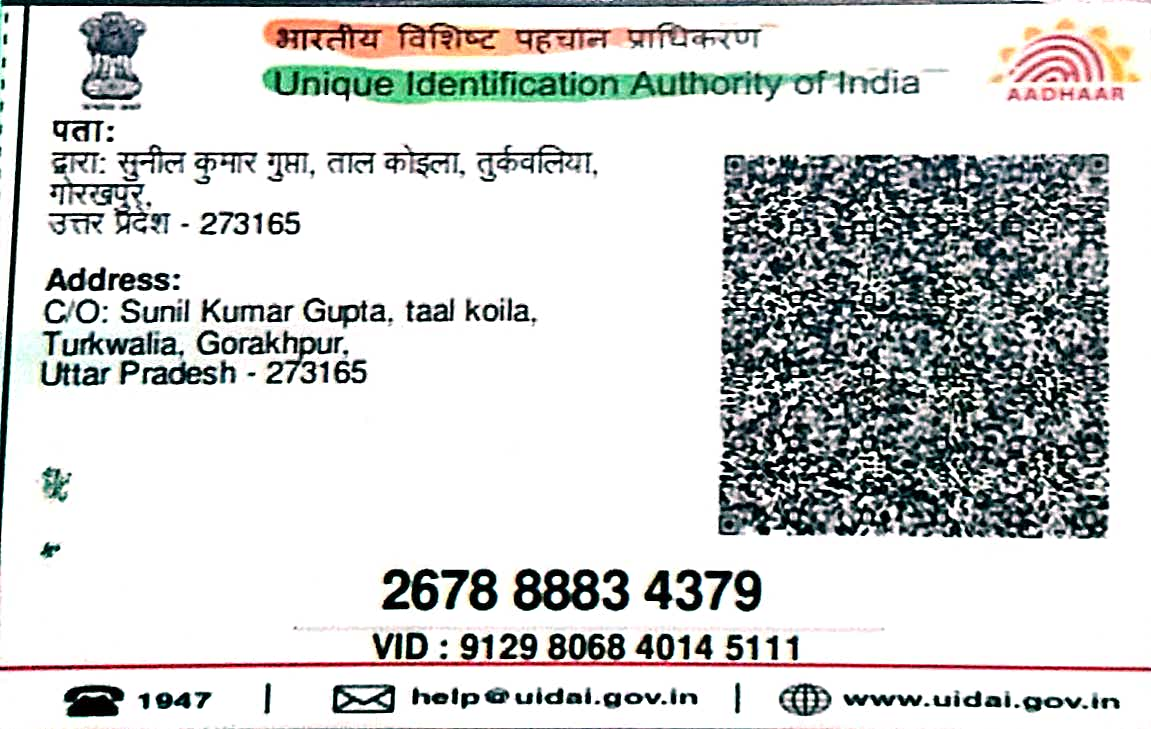 भारतीय विशिष्ट पहचान प्राधिकरण
Unique Identification Authority of India
AADHAAR
पता:
द्वारा: सुनील कुमार गुप्ता, ताल कोइला, तुर्कवलिया,
गोरखपुर,
उत्तर प्रदेश - 273165
Address:
C/O: Sunil Kumar Gupta, taal koila,
Turkwalia, Gorakhpur,
Uttar Pradesh - 273165
2678 8883 4379
VID : 9129 8068 4014 5111
1947 | help@uidai.gov.in | www.uidai.gov.in